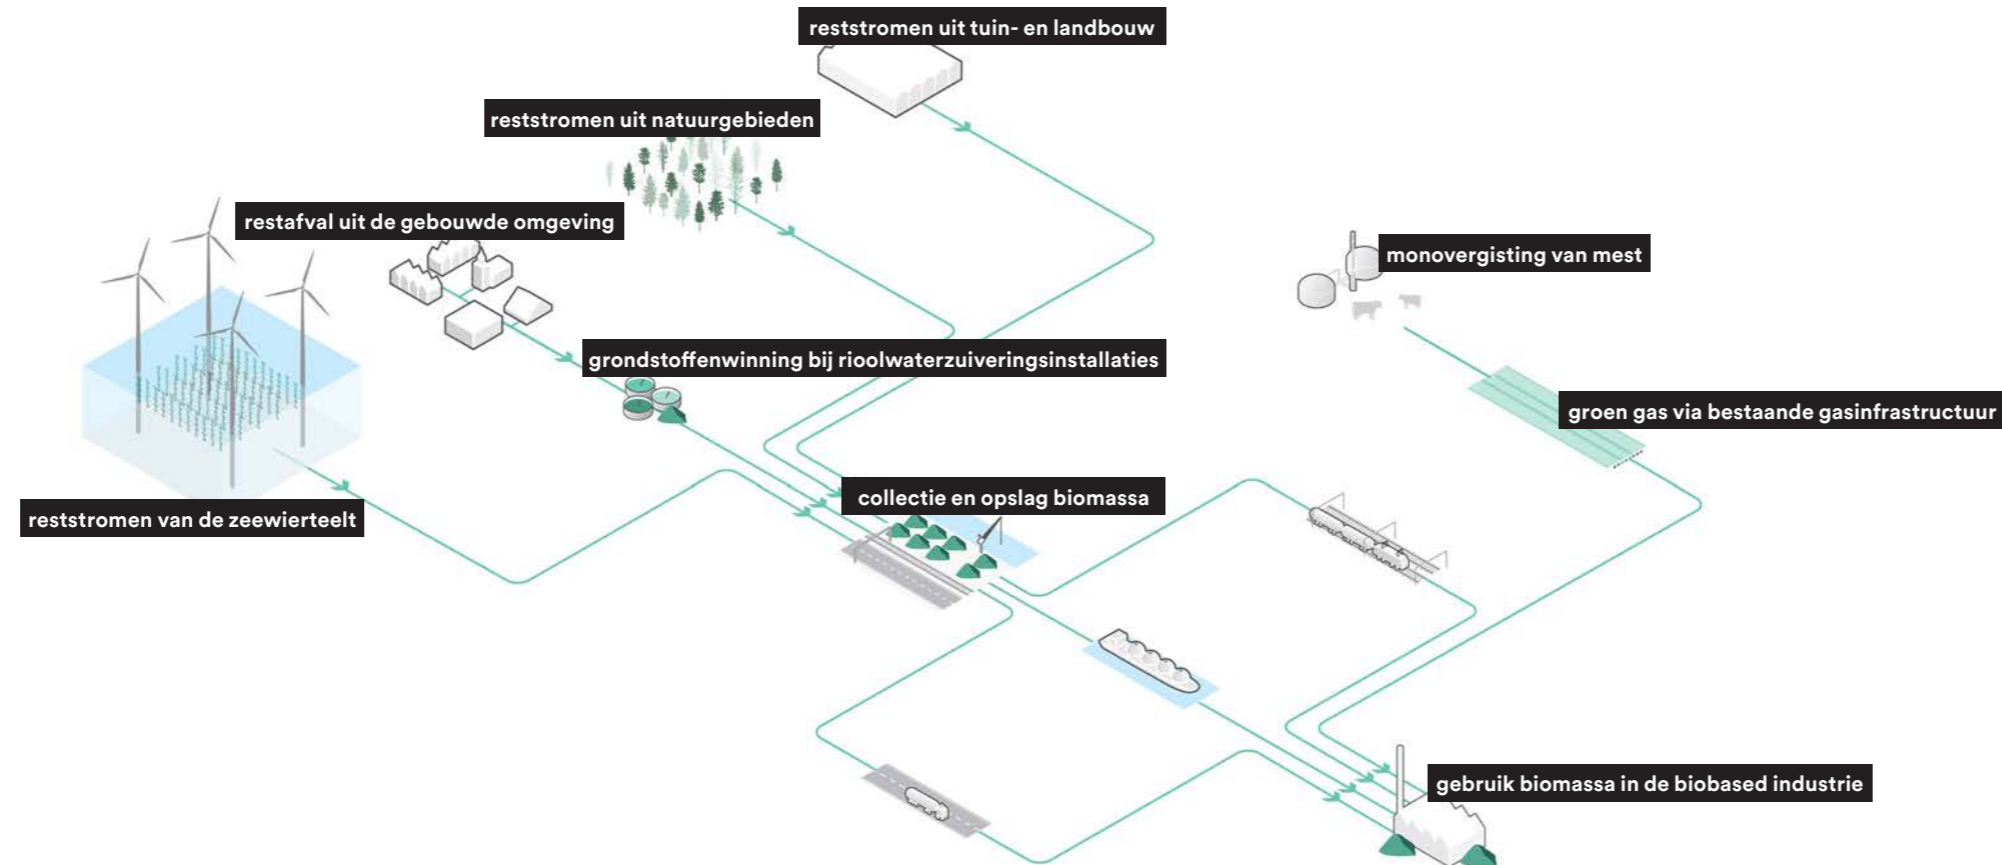 reststromen uit tuin- en landbouw
reststromen uit natuurgebieden
restafval uit de gebouwde omgeving
monovergisting van mest
grondstoffenwinning bij rioolwaterzuiveringsinstallaties
groen gas via bestaande gasinfrastructuur
collectie en opslag biomassa
reststromen van de zeewierteelt
gebruik biomassa in de biobased industrie